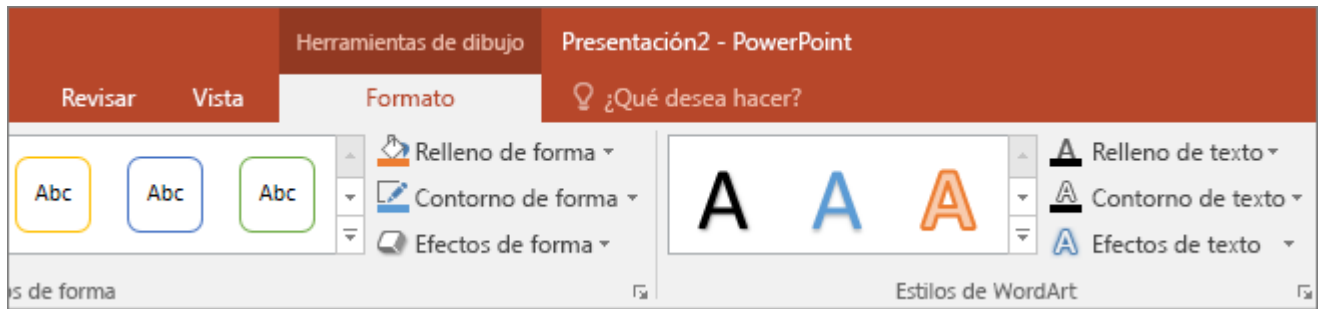 Herramientas de dibujo Presentación2 - PowerPoint
Revisar Vista Formato ¿Qué desea hacer?
Abc Abc Abc Relleno de forma A A A Relleno de texto
Contorno de forma Contorno de texto
Efectos de forma Efectos de texto
os de forma Estilos de WordArt